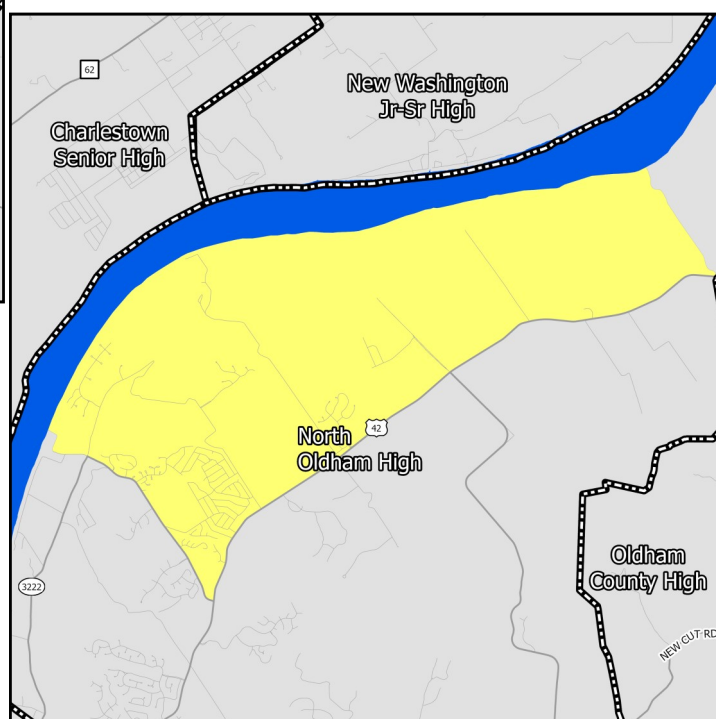 62
New Washington
Jr-Sr High
Charlestown
Senior High
North
Oldham High
42
Oldham
County High
3222
NEW CUT RD